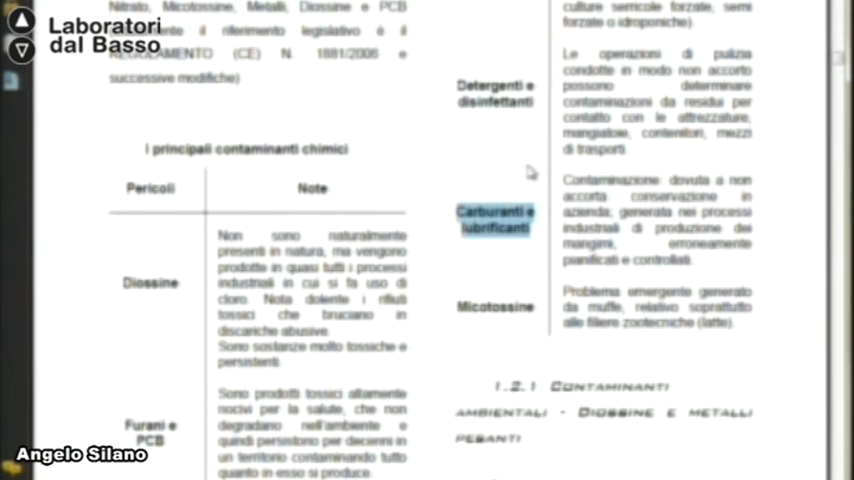 Laboratori
dal Basso
Nitrato, Micotossine, Metalli, Diossine e PCB
il riferimento legislativo è il
REGOLAMENTO (CE) N. 1881/2006 e
successive modifiche)
I principali contaminanti chimici
Pericoli
Note
Diossine
Non sono naturalmente
presenti in natura, ma vengono
prodotte in quasi tutti i processi
industriali in cui si fa uso di
cloro. Nota dolente i rifiuti
tossici che bruciano in
discariche abusive.
Sono sostanze molto tossiche e
persistenti.
Furani e
PCB
Sono prodotti tossici altamente
nocivi per la salute, che non
degradano nell'ambiente e
quindi persistono per decenni in
un territorio contaminando tutto
quanto in esso si produce.
culture serricole forzate, semi
forzate o idroponiche).
Detergenti e
disinfettanti
Le operazioni di pulizia
condotte in modo non accorto
possono determinare
contaminazioni da residui per
contatto con le attrezzature,
mangiatoie, contenitori, mezzi
di trasporti.
Carburanti e
lubrificanti
Contaminazione: dovuta a non
accorta conservazione in
azienda; generata nei processi
industriali di produzione dei
mangimi, erroneamente
pianificati e controllati.
Micotossine
Problema emergente generato
da muffe, relativo soprattutto
alle filiere zootecniche (latte).
1.2.1 CONTAMINANTI
AMBIENTALI - DIOSSINE E METALLI
PESANTI
Angelo Silano